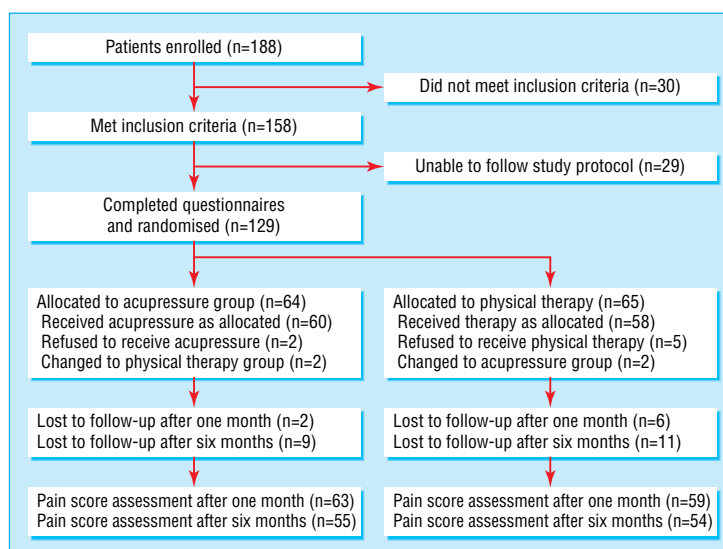 Patients enrolled (n=188)
Did not meet inclusion criteria (n=30)
Met inclusion criteria (n=158)
Unable to follow study protocol (n=29)
Completed questionnaires
and randomised (n=129)
Allocated to acupressure group (n=64)
Received acupressure as allocated (n=60)
Refused to receive acupressure (n=2)
Changed to physical therapy group (n=2)
Allocated to physical therapy (n=65)
Received therapy as allocated (n=58)
Refused to receive physical therapy (n=5)
Changed to acupressure group (n=2)
Lost to follow-up after one month (n=2)
Lost to follow-up after six months (n=9)
Lost to follow-up after one month (n=6)
Lost to follow-up after six months (n=11)
Pain score assessment after one month (n=63)
Pain score assessment after six months (n=55)
Pain score assessment after one month (n=59)
Pain score assessment after six months (n=54)